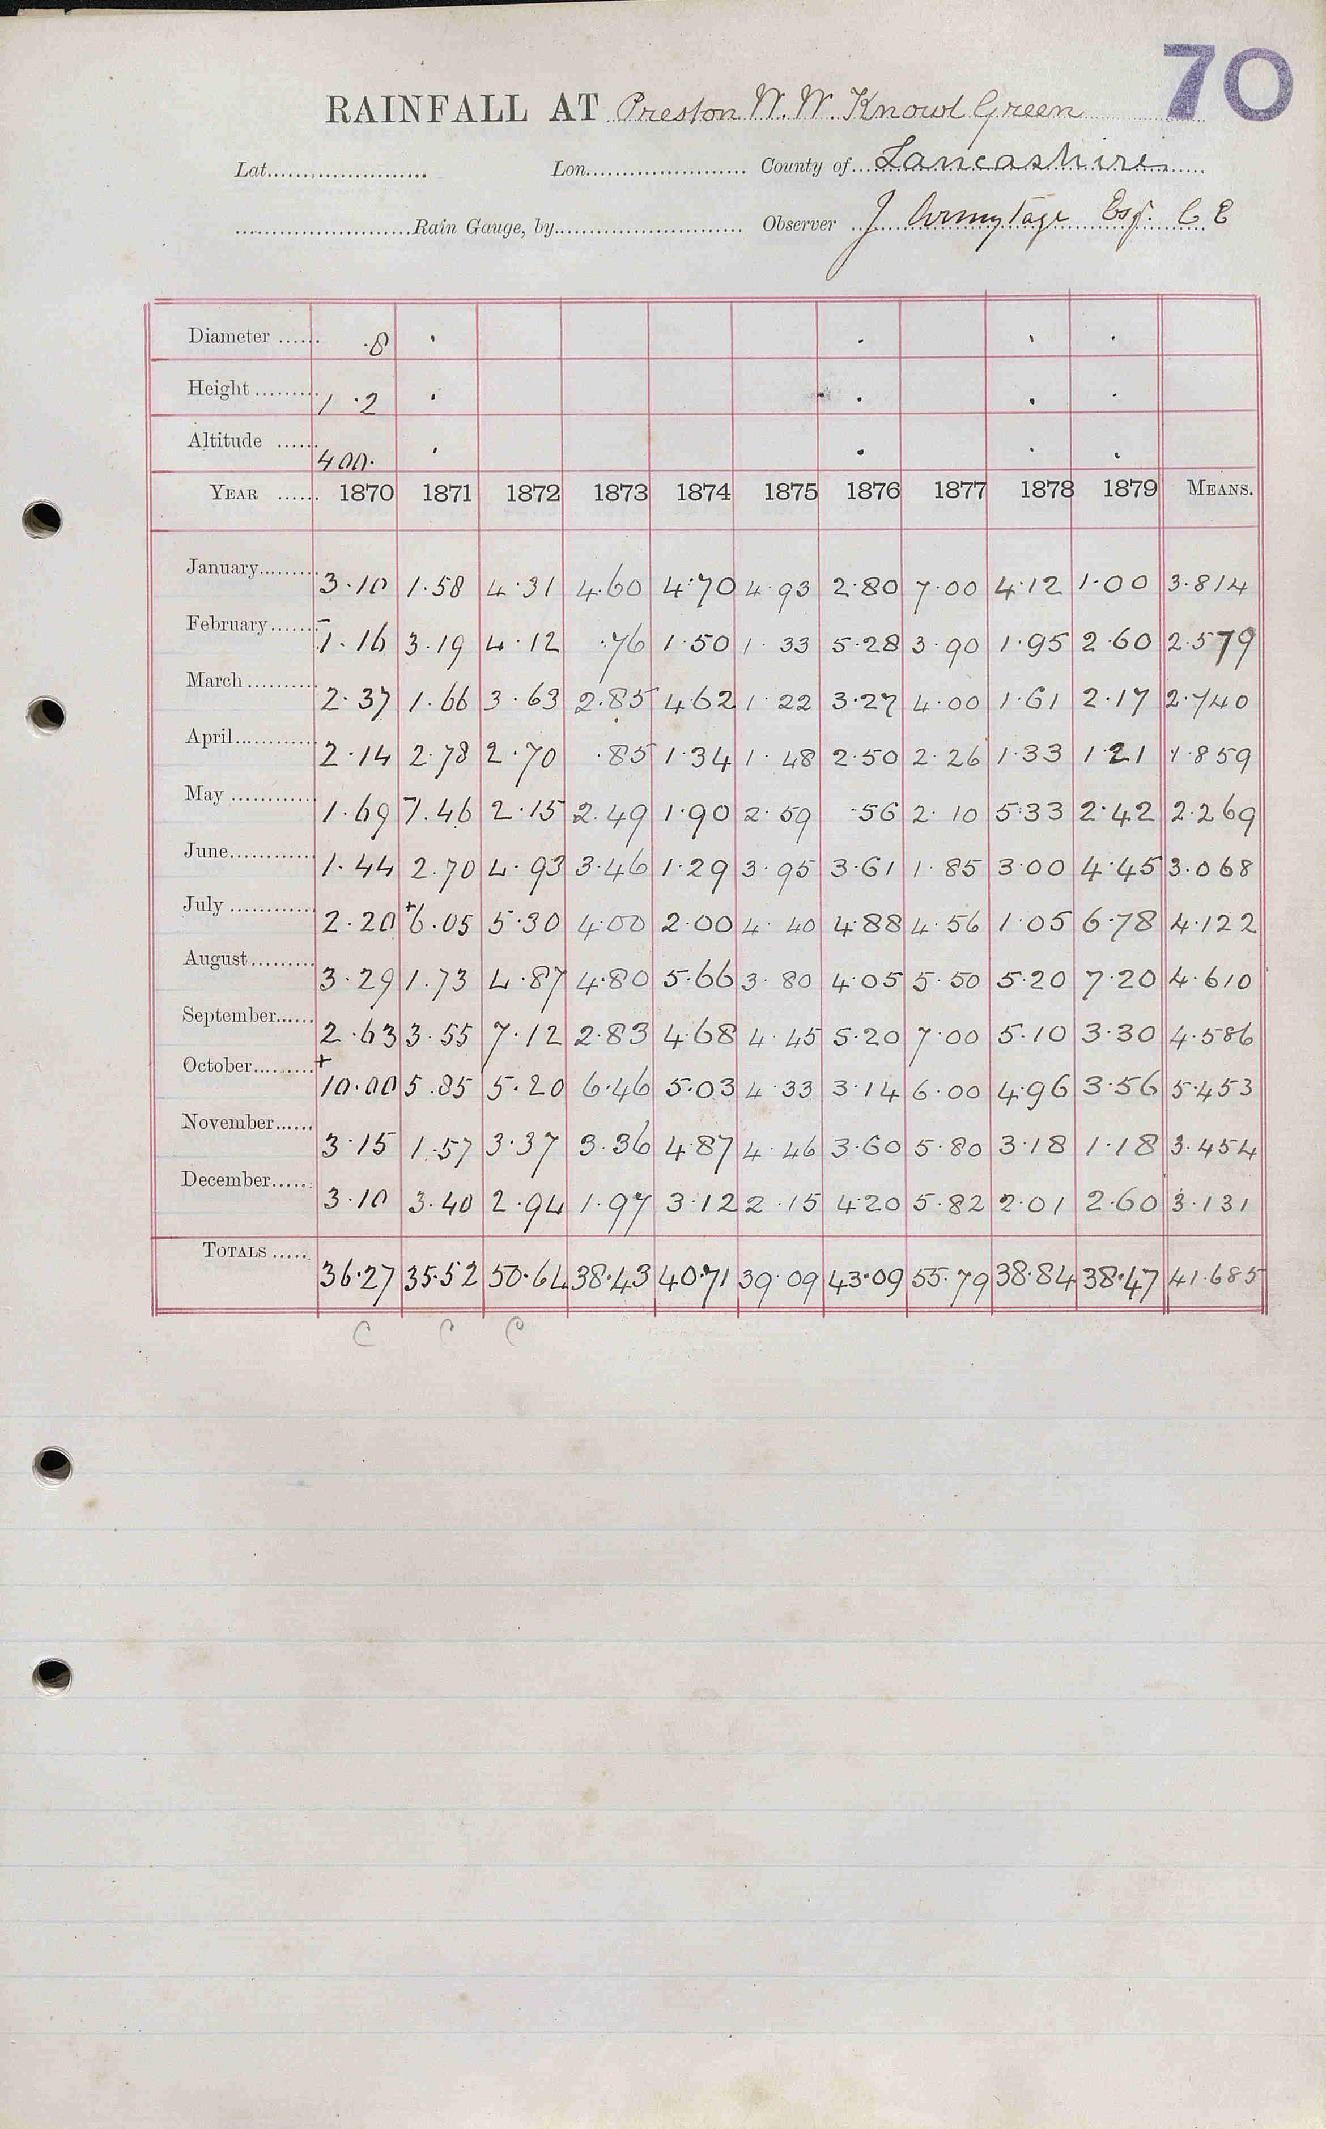 70
RAINFALL AT Preston W.W. Knowl Green
Lat. Lon. County of Lancashire
Rain Gauge, by Observer J Armytage Esq. C E
Diameter ·8 · · · ·
Height 1·2 · · · ·
Altitude 400· · · · ·
YEAR 1870 1871 1872 1873 1874 1875 1876 1877 1878 1879 MEANS.
January 3·10 1·58 4·31 4·60 4·70 4·93 2·80 7·00 4·12 1·00 3·814
February 1·16 3·19 4·12 ·76 1·50 1·33 5·28 3·90 1·95 2·60 2·579
March 2·37 1·66 3·63 2·85 4·62 1·22 3·27 4·00 1·61 2·17 2·740
April 2·14 2·78 2·70 ·85 1·34 1·48 2·50 2·26 1·33 1·21 1·859
May 1·69 1·46 2·15 2·49 1·90 2·59 ·56 2·10 5·33 2·42 2·269
June 1·44 2·70 4·93 3·46 1·29 3·95 3·61 1·85 3·00 4·45 3·068
July 2·20 +6·05 5·30 4·00 2·00 4·40 4·88 4·56 1·05 6·78 4·122
August 3·29 1·73 4·87 4·80 5·66 3·80 4·05 5·50 5·20 7·20 4·610
September 2·63 3·55 7·12 2·83 4·68 4·45 5·20 7·00 5·10 3·30 4·586
October +10·00 5·85 5·20 6·46 5·03 4·33 3·14 6·00 4·96 3·56 5·453
November 3·15 1·57 3·37 3·36 4·87 4·46 3·60 5·80 3·18 1·18 3·454
December 3·10 3·40 2·94 1·97 3·12 2·15 4·20 5·82 2·01 2·60 3·131
TOTALS 36·27 35·52 50·64 38·43 40·71 39·09 43·09 55·79 38·84 38·47 41·685
C C C